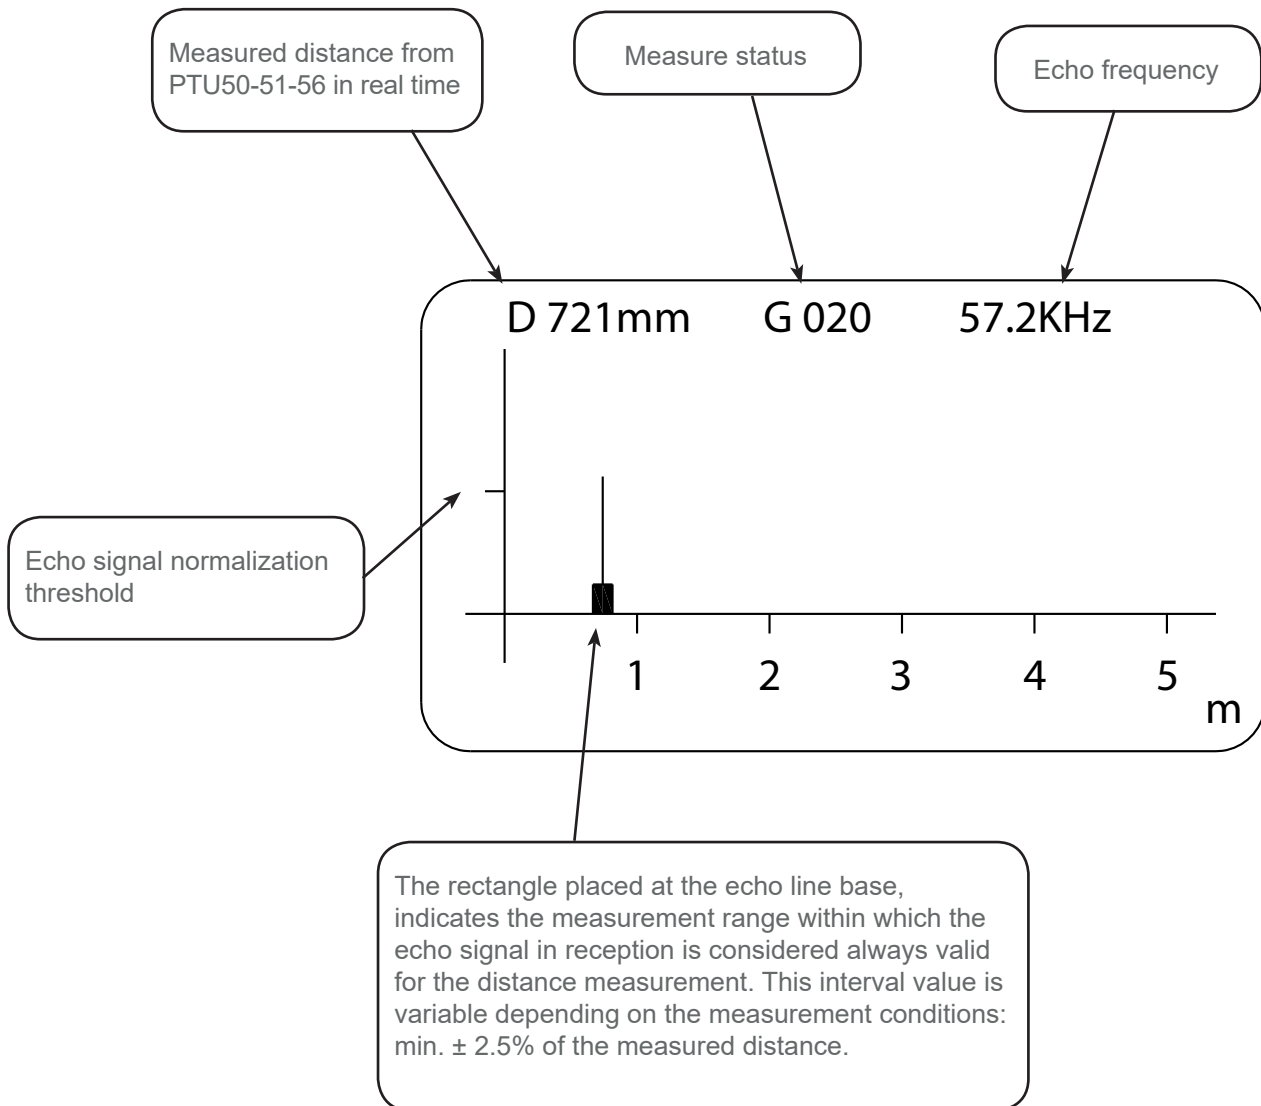 Measured distance from
PTU50-51-56 in real time
Measure status
Echo frequency
D 721mm G 020 57.2KHz
Echo signal normalization
threshold
1 2 3 4 5
m
The rectangle placed at the echo line base,
indicates the measurement range within which the
echo signal in reception is considered always valid
for the distance measurement. This interval value is
variable depending on the measurement conditions:
min. ± 2.5% of the measured distance.